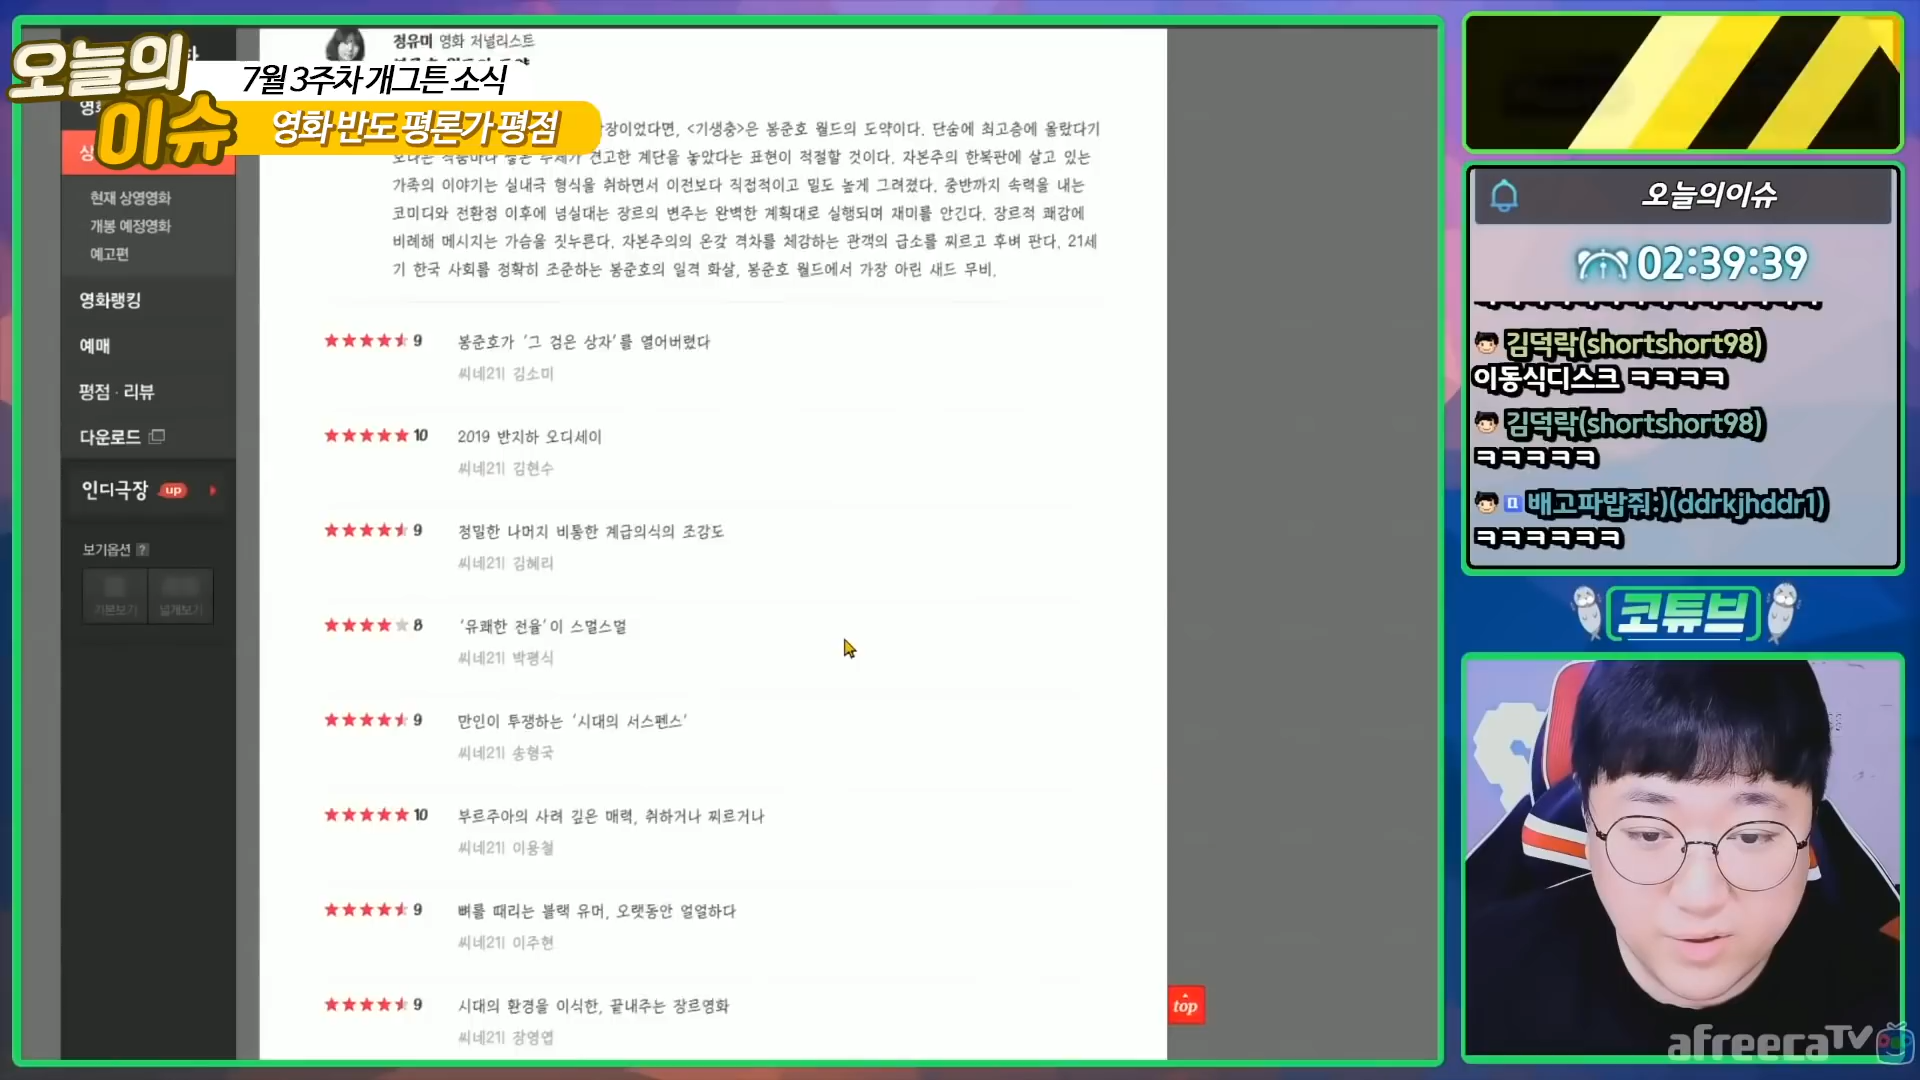 오늘의
이슈
7월 3주차 개그튼 소식
영화 반도 평론가 평점
정유미 영화 저널리스트
장이었다면, <기생충>은 봉준호 월드의 도약이다. 단숨에 최고층에 올랐다기
견고한 계단을 놓았다는 표현이 적절할 것이다. 자본주의 한복판에 살고 있는
가족의 이야기는 실내극 형식을 취하면서 이전보다 직접적이고 밀도 높게 그려졌다. 중반까지 속력을 내는
코미디와 전환점 이후에 넘실대는 장르의 변주는 완벽한 계획대로 실행되며 재미를 안긴다. 장르적 쾌감에
비례해 메시지는 가슴을 짓누른다. 자본주의의 온갖 격차를 체감하는 관객의 급소를 찌르고 후벼 판다. 21세
기 한국 사회를 정확히 조준하는 봉준호의 일격 화살, 봉준호 월드에서 가장 아린 새드 무비.
현재 상영영화
개봉 예정영화
예고편
영화랭킹
예매
평점 · 리뷰
다운로드
인디극장 up
보기옵션 ?
기본보기 넓게보기
9 봉준호가 '그 검은 상자'를 열어버렸다
씨네21| 김소미
10 2019 반지하 오디세이
씨네21| 김현수
9 정밀한 나머지 비통한 계급의식의 조감도
씨네21| 김혜리
8 '유쾌한 전율'이 스멀스멀
씨네21| 박평식
9 만인이 투쟁하는 '시대의 서스펜스'
씨네21| 송형국
10 부르주아의 사려 깊은 매력, 취하거나 찌르거나
씨네21| 이용철
9 뼈를 때리는 블랙 유머, 오랫동안 얼얼하다
씨네21| 이주현
9 시대의 환경을 이식한, 끝내주는 장르영화
씨네21| 장영엽
top
오늘의이슈
02:39:39
김덕락(shortshort98)
이동식디스크 ㅋㅋㅋㅋ
김덕락(shortshort98)
ㅋㅋㅋㅋㅋ
배고파밥줘:)(ddrkjhddr1)
ㅋㅋㅋㅋㅋㅋ
코튜브
afreecaTV